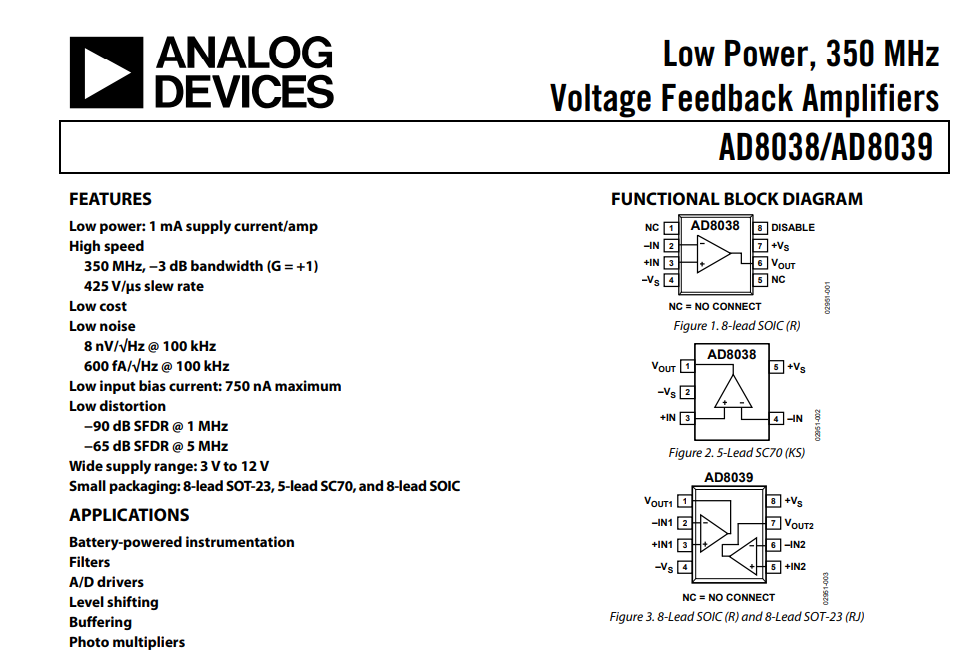 ANALOG
DEVICES
Low Power, 350 MHz
Voltage Feedback Amplifiers
AD8038/AD8039
FEATURES
Low power: 1 mA supply current/amp
High speed
350 MHz, −3 dB bandwidth (G = +1)
425 V/μs slew rate
Low cost
Low noise
8 nV/√Hz @ 100 kHz
600 fA/√Hz @ 100 kHz
Low input bias current: 750 nA maximum
Low distortion
−90 dB SFDR @ 1 MHz
−65 dB SFDR @ 5 MHz
Wide supply range: 3 V to 12 V
Small packaging: 8-lead SOT-23, 5-lead SC70, and 8-lead SOIC
APPLICATIONS
Battery-powered instrumentation
Filters
A/D drivers
Level shifting
Buffering
Photo multipliers
FUNCTIONAL BLOCK DIAGRAM
AD8038
NC 1 8 DISABLE
–IN 2 – 7 +VS
+IN 3 + 6 VOUT
–VS 4 5 NC
NC = NO CONNECT
02951-001
Figure 1. 8-lead SOIC (R)
AD8038
VOUT 1 5 +VS
–VS 2
+ –
+IN 3 4 –IN
02951-002
Figure 2. 5-Lead SC70 (KS)
AD8039
VOUT1 1 8 +VS
–IN1 2 – 7 VOUT2
+IN1 3 + – 6 –IN2
–VS 4 + 5 +IN2
NC = NO CONNECT
02951-003
Figure 3. 8-Lead SOIC (R) and 8-Lead SOT-23 (RJ)